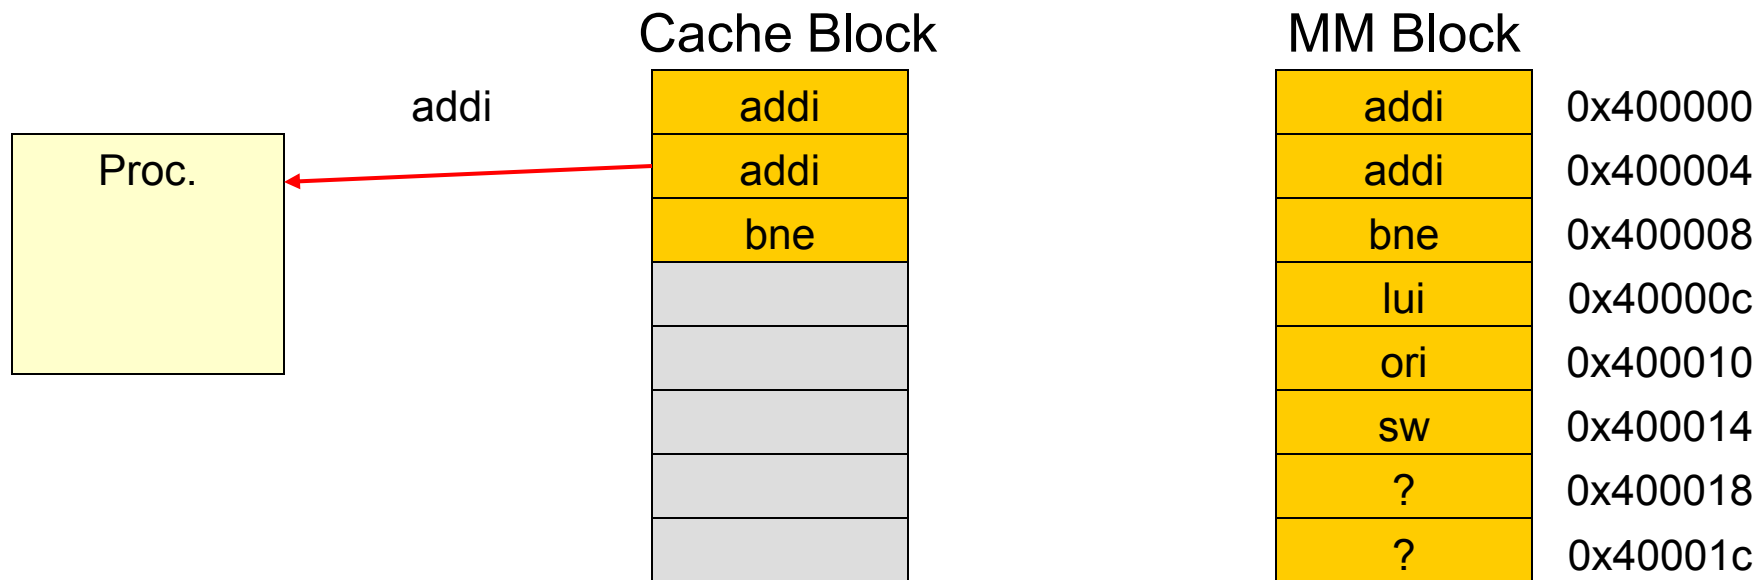 Cache Block MM Block
addi addi addi 0x400000
Proc. addi addi 0x400004
bne bne 0x400008
lui 0x40000c
ori 0x400010
sw 0x400014
? 0x400018
? 0x40001c